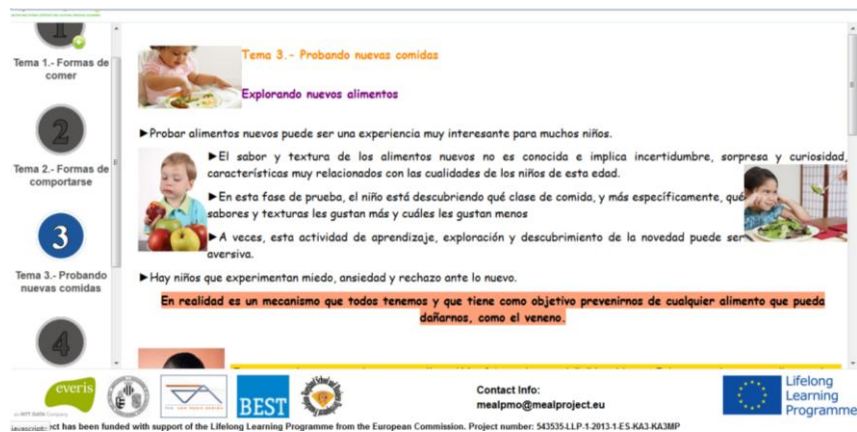 1
Tema 1.- Formas de
comer
2
Tema 2.- Formas de
comportarse
3
Tema 3.- Probando
nuevas comidas
4
Tema 3.- Probando nuevas comidas
Explorando nuevos alimentos
►Probar alimentos nuevos puede ser una experiencia muy interesante para muchos niños.
►El sabor y textura de los alimentos nuevos no es conocida e implica incertidumbre, sorpresa y curiosidad,
características muy relacionados con las cualidades de los niños de esta edad.
►En esta fase de prueba, el niño está descubriendo qué clase de comida, y más específicamente, qué
sabores y texturas les gustan más y cuáles les gustan menos
►A veces, esta actividad de aprendizaje, exploración y descubrimiento de la novedad puede ser
aversiva.
►Hay niños que experimentan miedo, ansiedad y rechazo ante lo nuevo.
En realidad es un mecanismo que todos tenemos y que tiene como objetivo prevenirnos de cualquier alimento que pueda
dañarnos, como el veneno.
everis
an NTT DATA Company
BEST
Contact Info:
mealpmo@mealproject.eu
Lifelong
Learning
Programme
javascript:
ect has been funded with support of the Lifelong Learning Programme from the European Commission. Project number: 543535-LLP-1-2013-1-ES-KA3-KA3MP